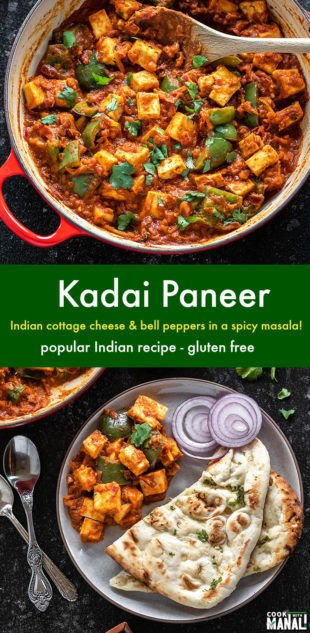 Kadai Paneer
Indian cottage cheese & bell peppers in a spicy masala!
popular Indian recipe - gluten free
COOK WITH
MANALI